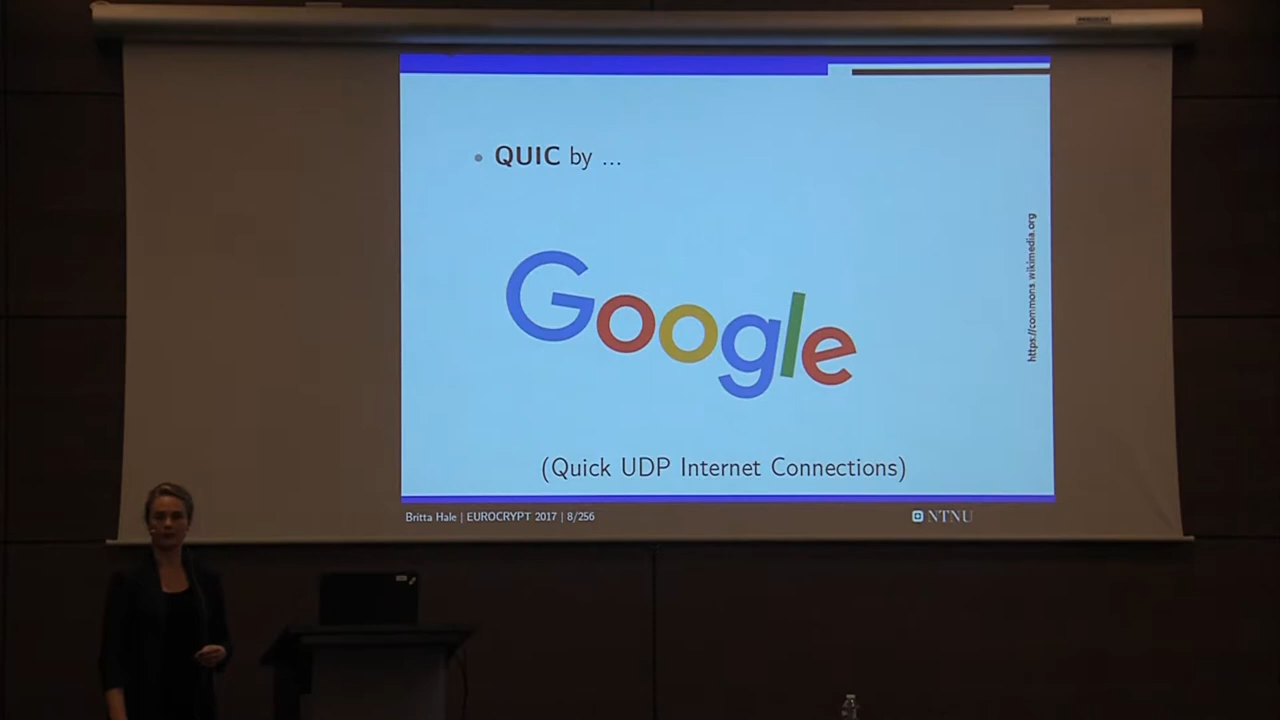 • QUIC by ...
Google
https://commons.wikimedia.org
(Quick UDP Internet Connections)
Britta Hale | EUROCRYPT 2017 | 8/256
NTNU